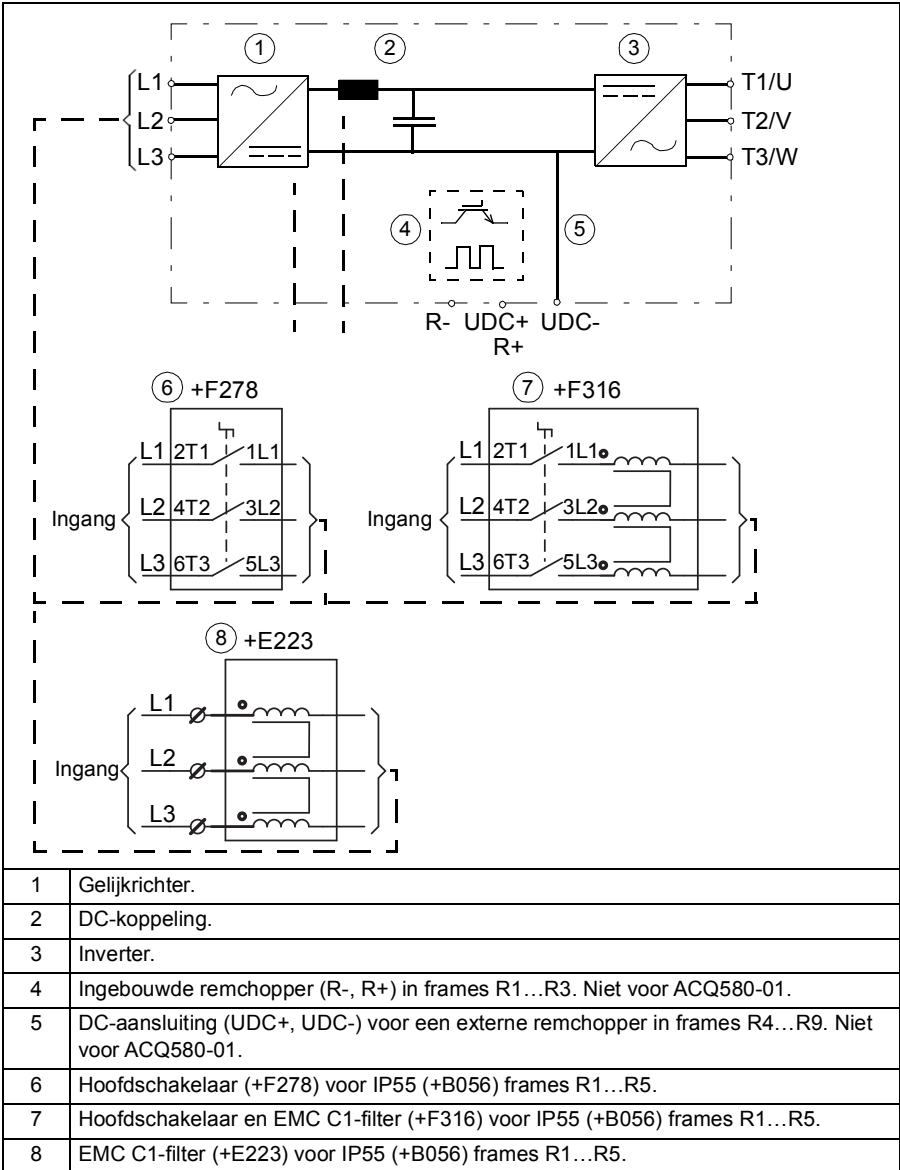 1 2 3
L1 T1/U
L2 T2/V
L3 T3/W
4 5
R- UDC+ UDC-
R+
6 +F278 7 +F316
L1 2T1 1L1 L1 2T1 1L1
Ingang L2 4T2 3L2 Ingang L2 4T2 3L2
L3 6T3 5L3 L3 6T3 5L3
8 +E223
L1
Ingang L2
L3
1 Gelijkrichter.
2 DC-koppeling.
3 Inverter.
4 Ingebouwde remchopper (R-, R+) in frames R1…R3. Niet voor ACQ580-01.
5 DC-aansluiting (UDC+, UDC-) voor een externe remchopper in frames R4…R9. Niet
voor ACQ580-01.
6 Hoofdschakelaar (+F278) voor IP55 (+B056) frames R1…R5.
7 Hoofdschakelaar en EMC C1-filter (+F316) voor IP55 (+B056) frames R1…R5.
8 EMC C1-filter (+E223) voor IP55 (+B056) frames R1…R5.